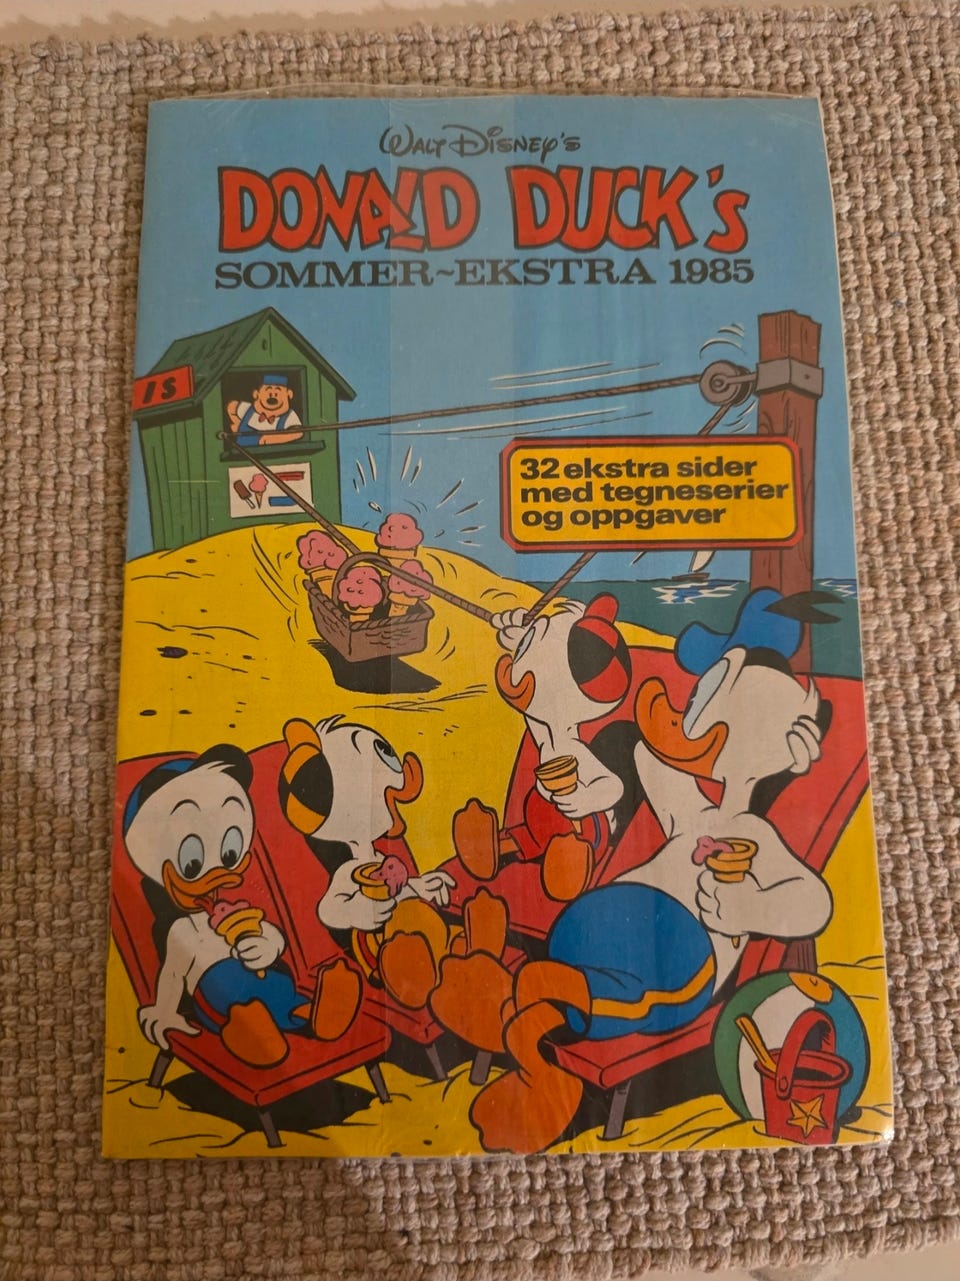 WALT DISNEY'S
DONALD DUCK's
SOMMER~EKSTRA 1985
IS
32 ekstra sider
med tegneserier
og oppgaver